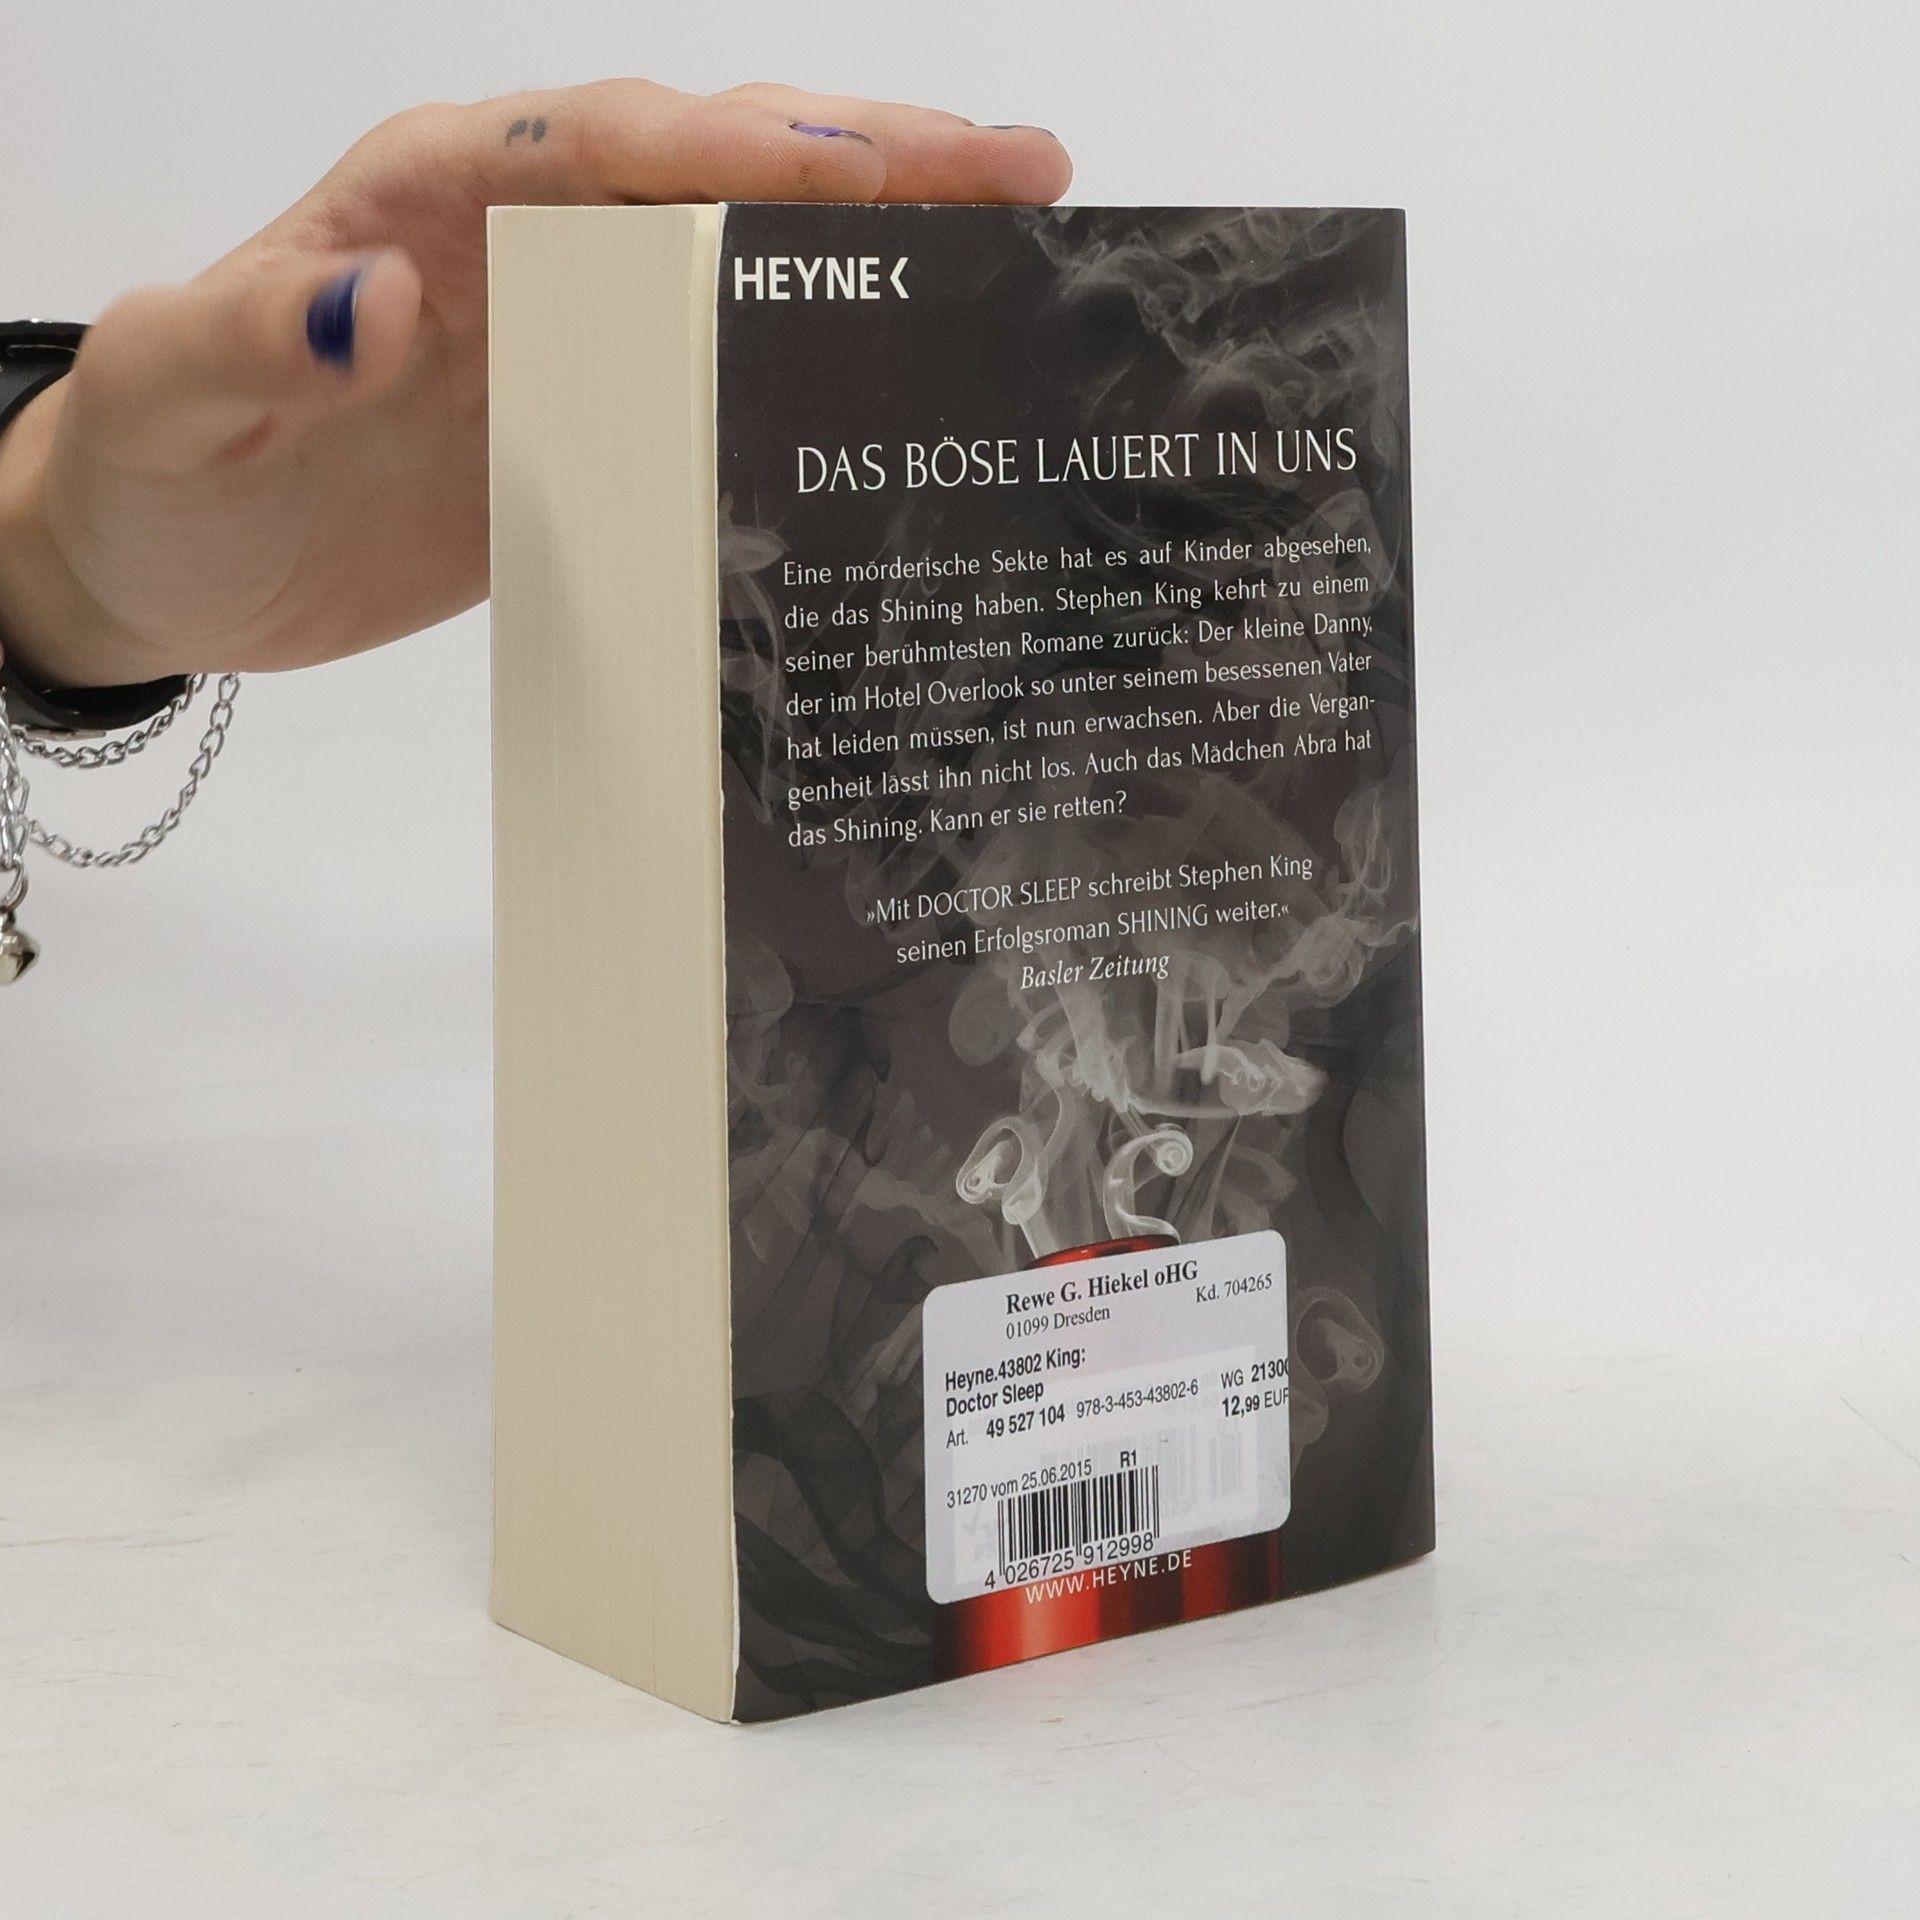 HEYNE<
DAS BÖSE LAUERT IN UNS
Eine mörderische Sekte hat es auf Kinder abgesehen,
die das Shining haben. Stephen King kehrt zu einem
seiner berühmtesten Romane zurück: Der kleine Danny,
der im Hotel Overlook so unter seinem besessenen Vater
hat leiden müssen, ist nun erwachsen. Aber die Vergan-
genheit lässt ihn nicht los. Auch das Mädchen Abra hat
das Shining. Kann er sie retten?
»Mit DOCTOR SLEEP schreibt Stephen King
seinen Erfolgsroman SHINING weiter.«
Basler Zeitung
Rewe G. Hiekel oHG
01099 Dresden Kd. 704265
Heyne.43802 King:
Doctor Sleep WG 21300
Art. 49 527 104 978-3-453-43802-6 12,99 EUR
31270 vom 25.06.2015 R1
4 026725 912998
WWW.HEYNE.DE